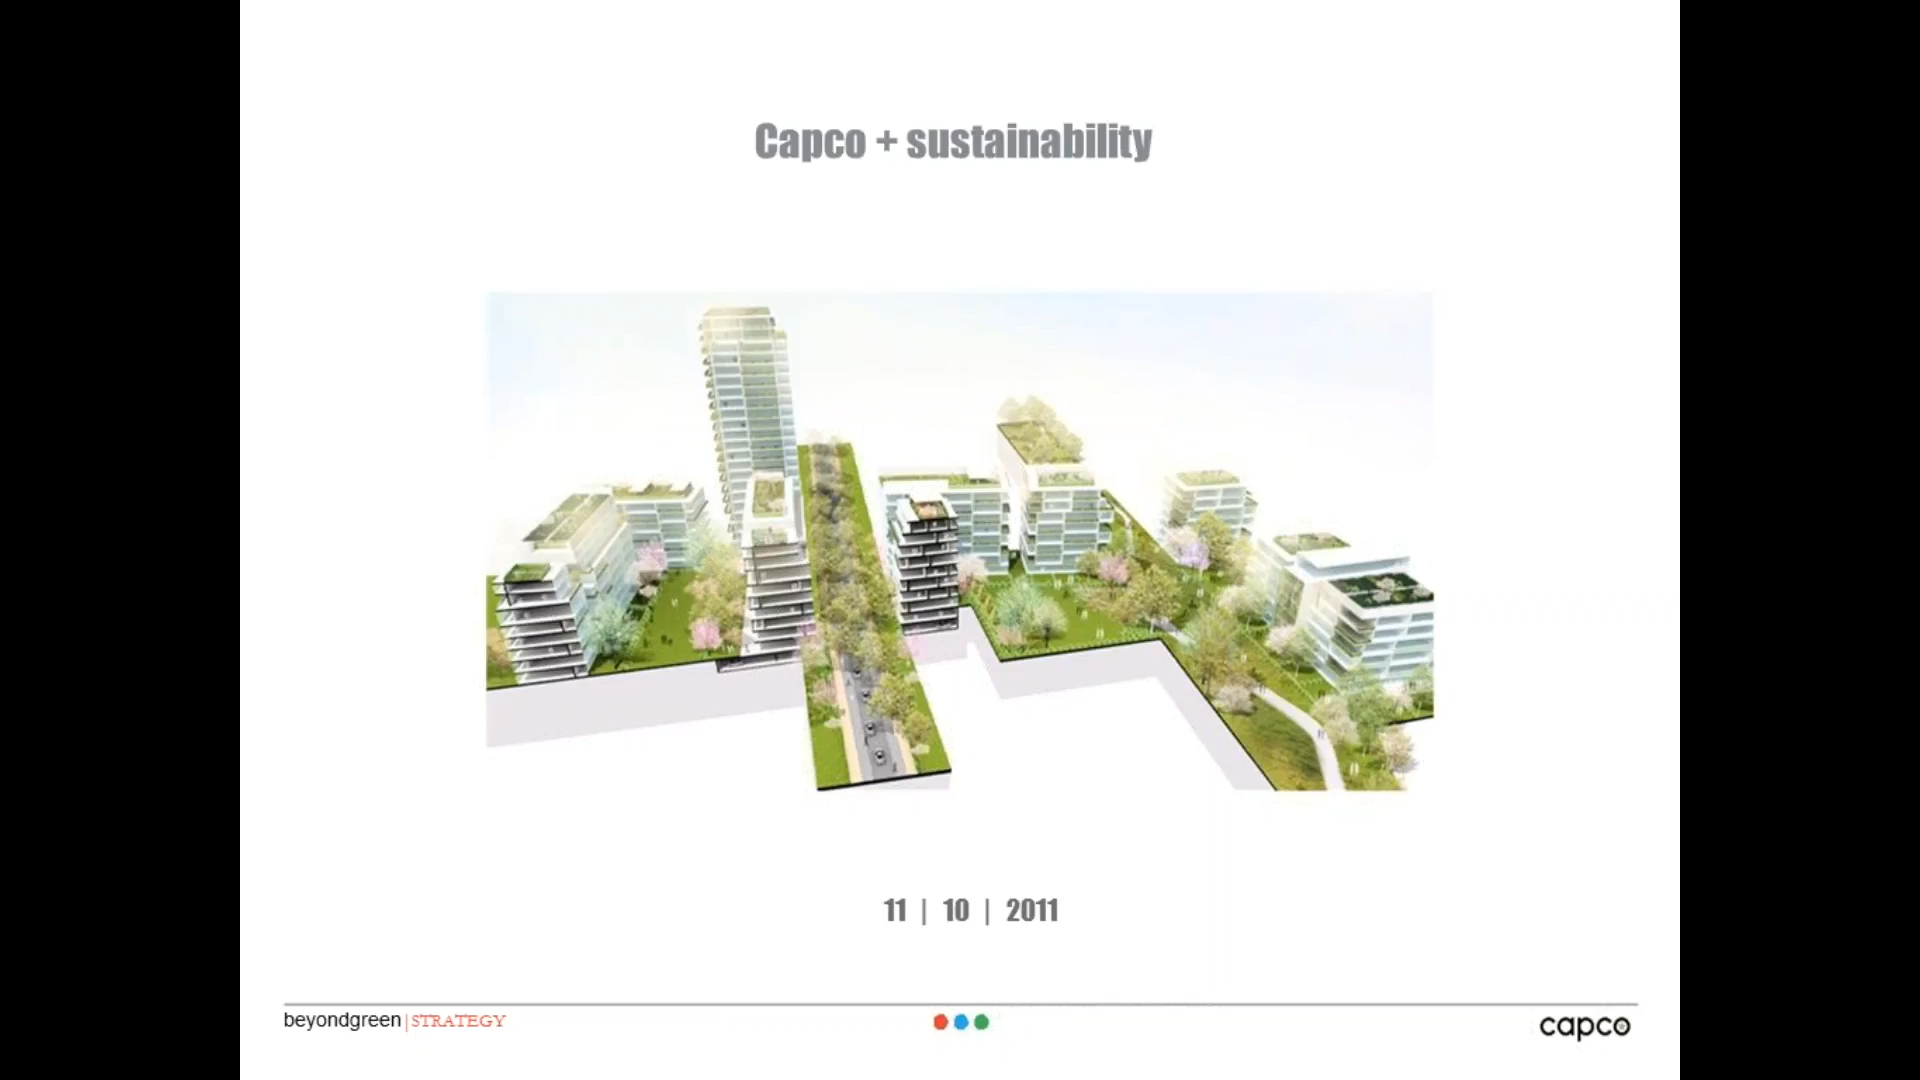 Capco + sustainability
11 | 10 | 2011
beyondgreen | STRATEGY
capco